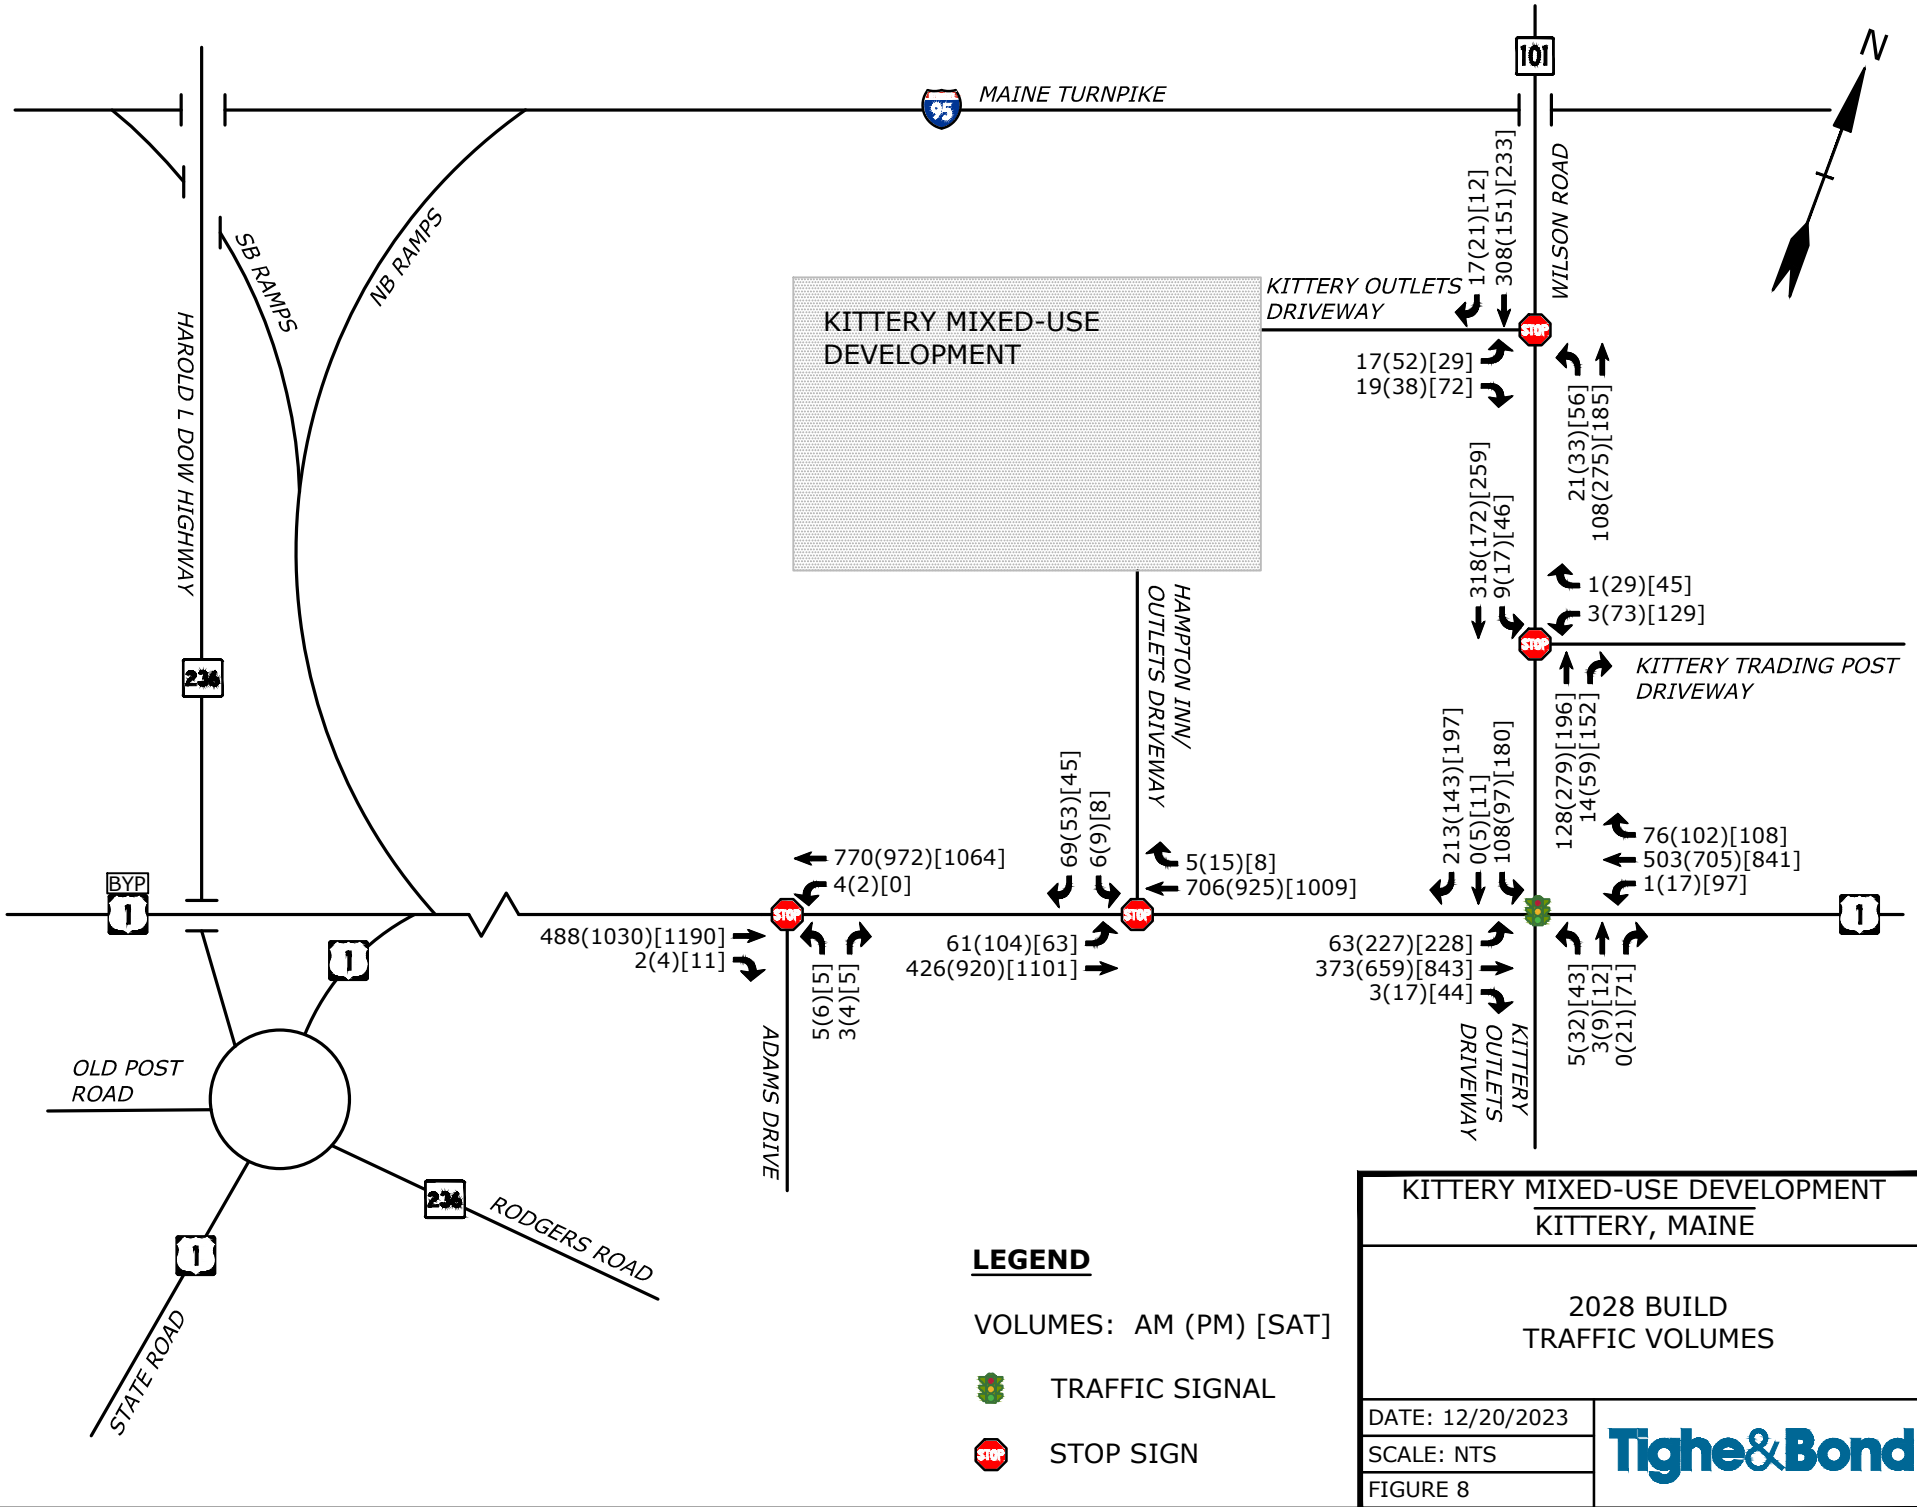 N
101
MAINE TURNPIKE
95
17(21)[12]
308(151)[233]
WILSON ROAD
SB RAMPS
NB RAMPS
HAROLD L DOW HIGHWAY
KITTERY MIXED-USE
DEVELOPMENT
KITTERY OUTLETS
DRIVEWAY
STOP
17(52)[29]
19(38)[72]
21(33)[56]
108(275)[185]
318(172)[259]
9(17)[46]
1(29)[45]
3(73)[129]
STOP
KITTERY TRADING POST
DRIVEWAY
128(279)[196]
14(59)[152]
236
HAMPTON INN/
OUTLETS DRIVEWAY
69(53)[45]
6(9)[8]
213(143)[197]
0(5)[11]
108(97)[180]
76(102)[108]
503(705)[841]
1(17)[97]
770(972)[1064]
4(2)[0]
5(15)[8]
706(925)[1009]
BYP
1
STOP
STOP
1
488(1030)[1190]
2(4)[11]
61(104)[63]
426(920)[1101]
63(227)[228]
373(659)[843]
3(17)[44]
1
5(6)[5]
3(4)[5]
5(32)[43]
3(9)[12]
0(21)[71]
ADAMS DRIVE
KITTERY
OUTLETS
DRIVEWAY
OLD POST
ROAD
236
RODGERS ROAD
1
STATE ROAD
LEGEND
VOLUMES: AM (PM) [SAT]
TRAFFIC SIGNAL
STOP
STOP SIGN
KITTERY MIXED-USE DEVELOPMENT
KITTERY, MAINE
2028 BUILD
TRAFFIC VOLUMES
DATE: 12/20/2023
SCALE: NTS
FIGURE 8
Tighe&Bond